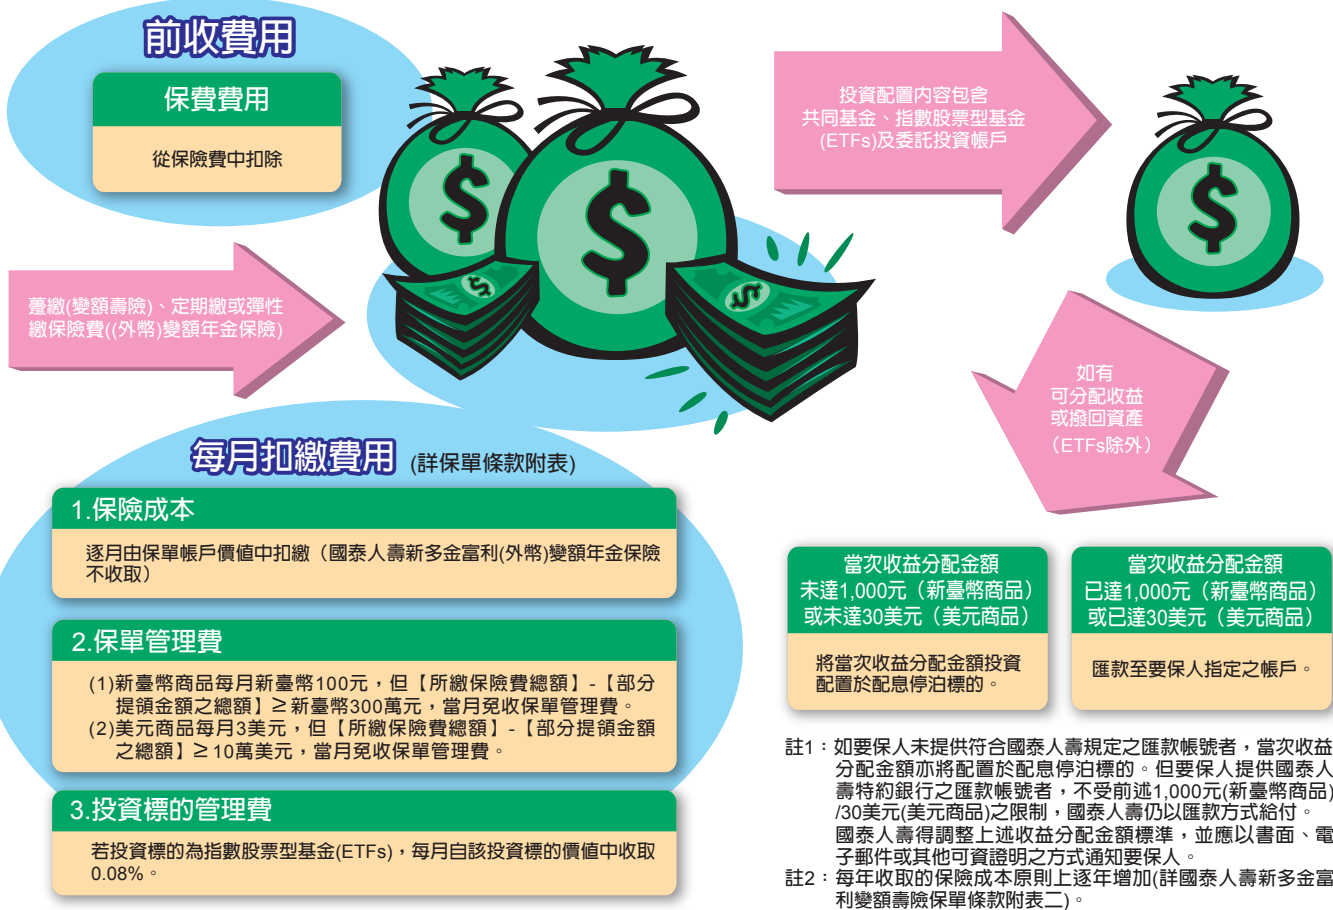 前收費用
保費費用
從保險費中扣除
躉繳(變額壽險)、定期繳或彈性
繳保險費((外幣)變額年金保險)
投資配置内容包含
共同基金、指數股票型基金
(ETFs)及委託投資帳戶
如有
可分配收益
或撥回資產
（ETFs除外）
每月扣繳費用 (詳保單條款附表)
1.保險成本
逐月由保單帳戶價值中扣繳（國泰人壽新多金富利(外幣)變額年金保險
不收取）
2.保單管理費
(1)新臺幣商品每月新臺幣100元，但【所繳保險費總額】-【部分
提領金額之總額】≥新臺幣300萬元，當月免收保單管理費。
(2)美元商品每月3美元，但【所繳保險費總額】-【部分提領金額
之總額】≥10萬美元，當月免收保單管理費。
3.投資標的管理費
若投資標的為指數股票型基金(ETFs)，每月自該投資標的價值中收取
0.08%。
當次收益分配金額
未達1,000元（新臺幣商品）
或未達30美元（美元商品）
將當次收益分配金額投資
配置於配息停泊標的。
當次收益分配金額
已達1,000元（新臺幣商品）
或已達30美元（美元商品）
匯款至要保人指定之帳戶。
註1：如要保人未提供符合國泰人壽規定之匯款帳號者，當次收益
分配金額亦將配置於配息停泊標的。但要保人提供國泰人
壽特約銀行之匯款帳號者，不受前述1,000元(新臺幣商品)
/30美元(美元商品)之限制，國泰人壽仍以匯款方式給付。
國泰人壽得調整上述收益分配金額標準，並應以書面、電
子郵件或其他可資證明之方式通知要保人。
註2：每年收取的保險成本原則上逐年增加(詳國泰人壽新多金富
利變額壽險保單條款附表二)。